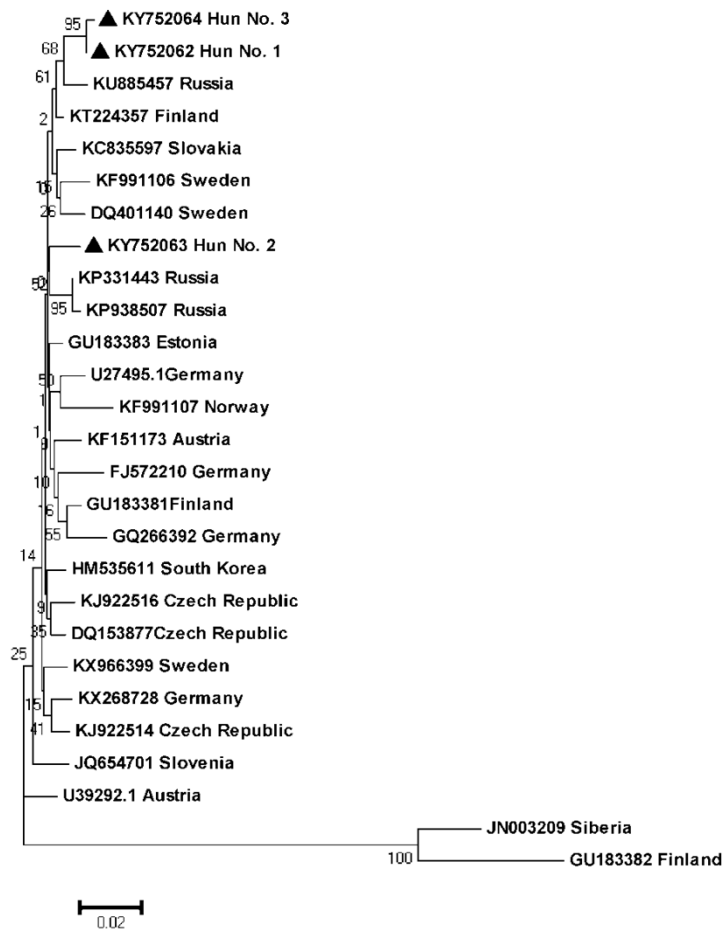 95
▲ KY752064 Hun No. 3
68
▲ KY752062 Hun No. 1
61
KU885457 Russia
2
KT224357 Finland
KC835597 Slovakia
KF991106 Sweden
26
DQ401140 Sweden
▲ KY752063 Hun No. 2
KP331443 Russia
95
KP938507 Russia
GU183383 Estonia
U27495.1Germany
1
KF991107 Norway
1
KF151173 Austria
10
FJ572210 Germany
16
GU183381Finland
55
GQ266392 Germany
14
HM535611 South Korea
9
KJ922516 Czech Republic
35
DQ153877Czech Republic
25
KX966399 Sweden
15
KX268728 Germany
41
KJ922514 Czech Republic
JQ654701 Slovenia
U39292.1 Austria
JN003209 Siberia
100
GU183382 Finland
0.02